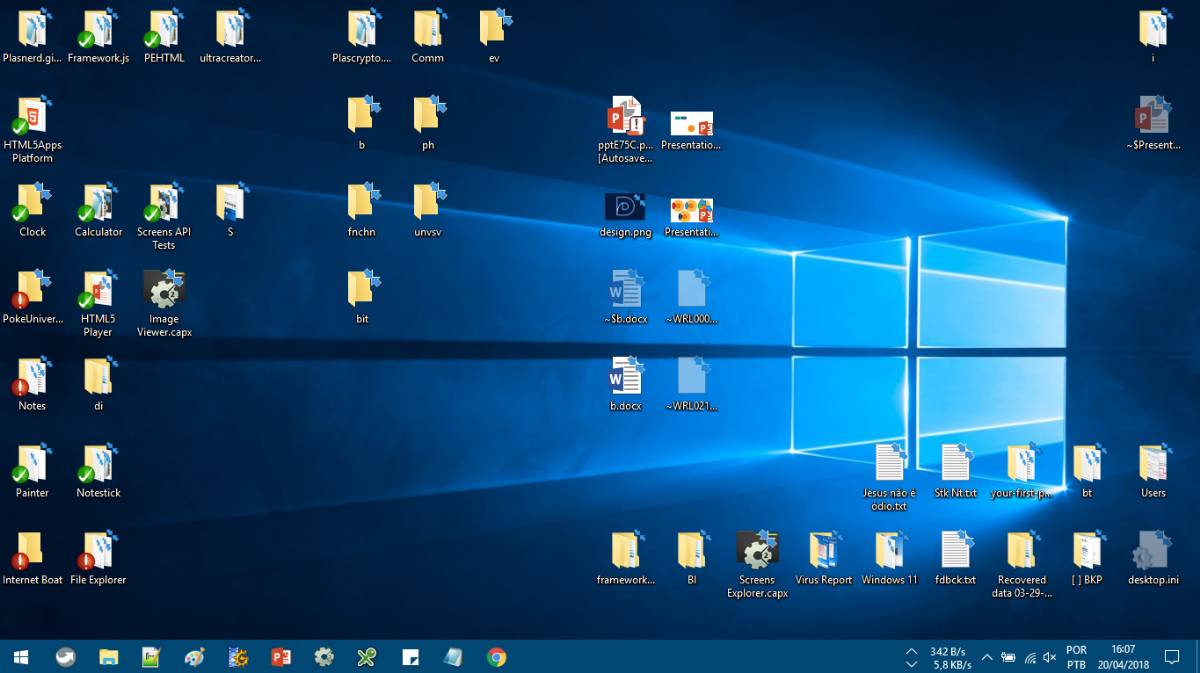 Plasnerd.gi... Framework.js PEHTML ultracreator... Plascrypto.... Comm ev i
HTML5Apps Platform b ph pptE75C.p... [Autosave... Presentatio... ~$Present...
Clock Calculator Screens API Tests S fnchn unvsv design.png Presentati...
PokeUniver... HTML5 Player Image Viewer.capx bit ~$b.docx ~WRL000...
Notes di b.docx ~WRL021...
Painter Notestick Jesus não é odio.txt Stk Nt.txt your-first-p... bt Users
Internet Boat File Explorer framework... BI Screens Explorer.capx Virus Report Windows 11 fdbck.txt Recovered data 03-29-... [ ] BKP desktop.ini
342 B/s POR 16:07
5,8 KB/s PTB 20/04/2018